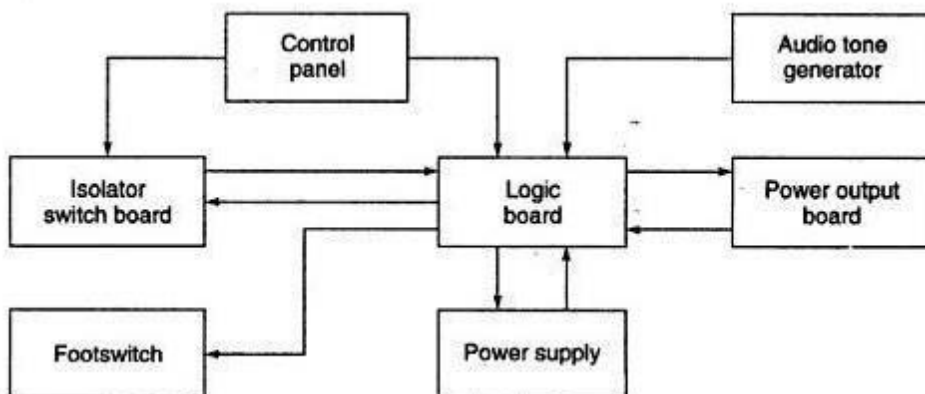 Control
panel
Audio tone
generator
Isolator
switch board
Logic
board
Power output
board
Footswitch
Power supply